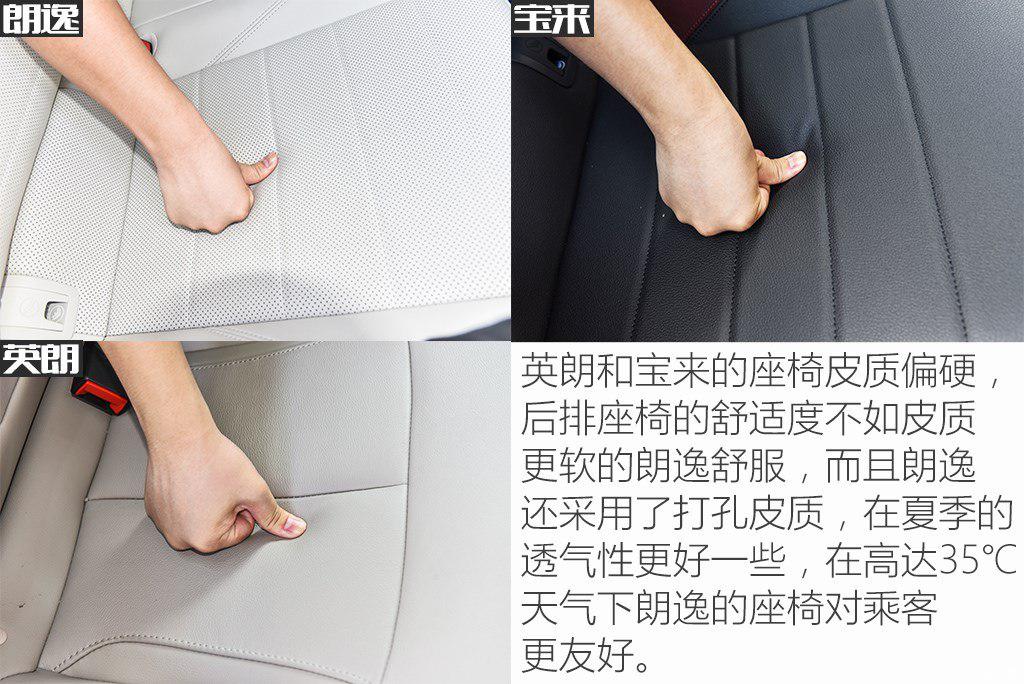 朗逸
宝来
英朗
英朗和宝来的座椅皮质偏硬，
后排座椅的舒适度不如皮质
更软的朗逸舒服，而且朗逸
还采用了打孔皮质，在夏季的
透气性更好一些，在高达35℃
天气下朗逸的座椅对乘客
更友好。